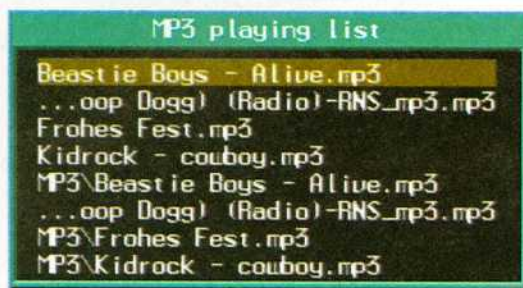 MP3 playing list
Beastie Boys - Alive.mp3
...oop Dogg) (Radio)-RNS_mp3.mp3
Frohes Fest.mp3
Kidrock - cowboy.mp3
MP3\Beastie Boys - Alive.mp3
...oop Dogg) (Radio)-RNS_mp3.mp3
MP3\Frohes Fest.mp3
MP3\Kidrock - cowboy.mp3